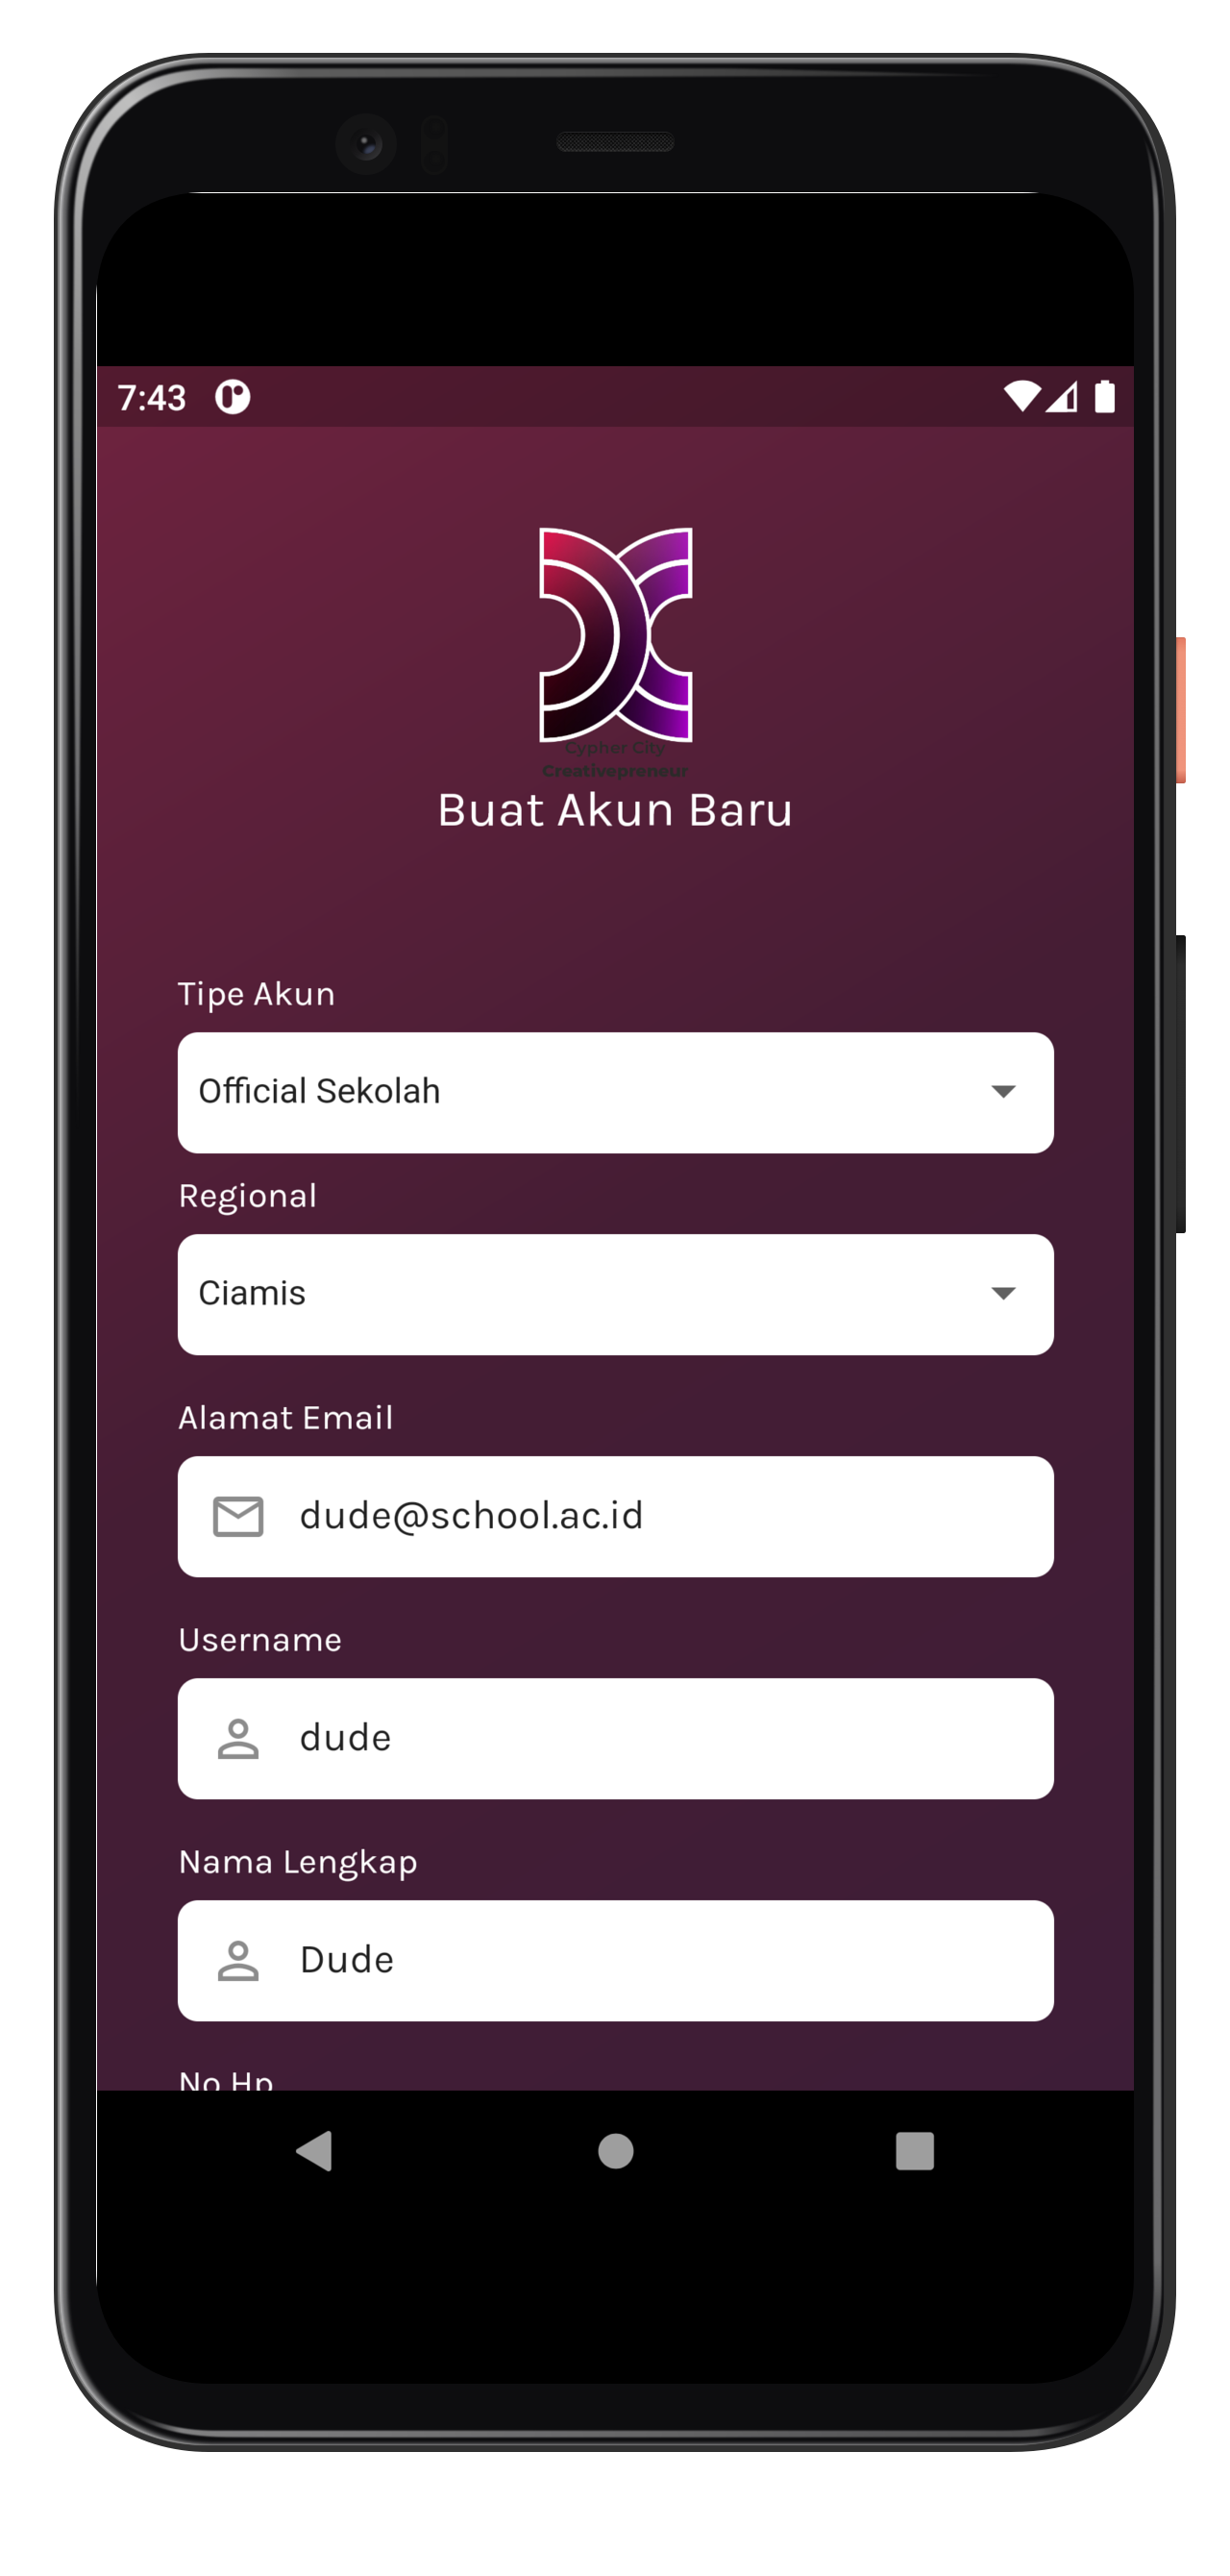 7:43
Cypher City
Creativepreneur
Buat Akun Baru
Tipe Akun
Official Sekolah
Regional
Ciamis
Alamat Email
dude@school.ac.id
Username
dude
Nama Lengkap
Dude
No Hp